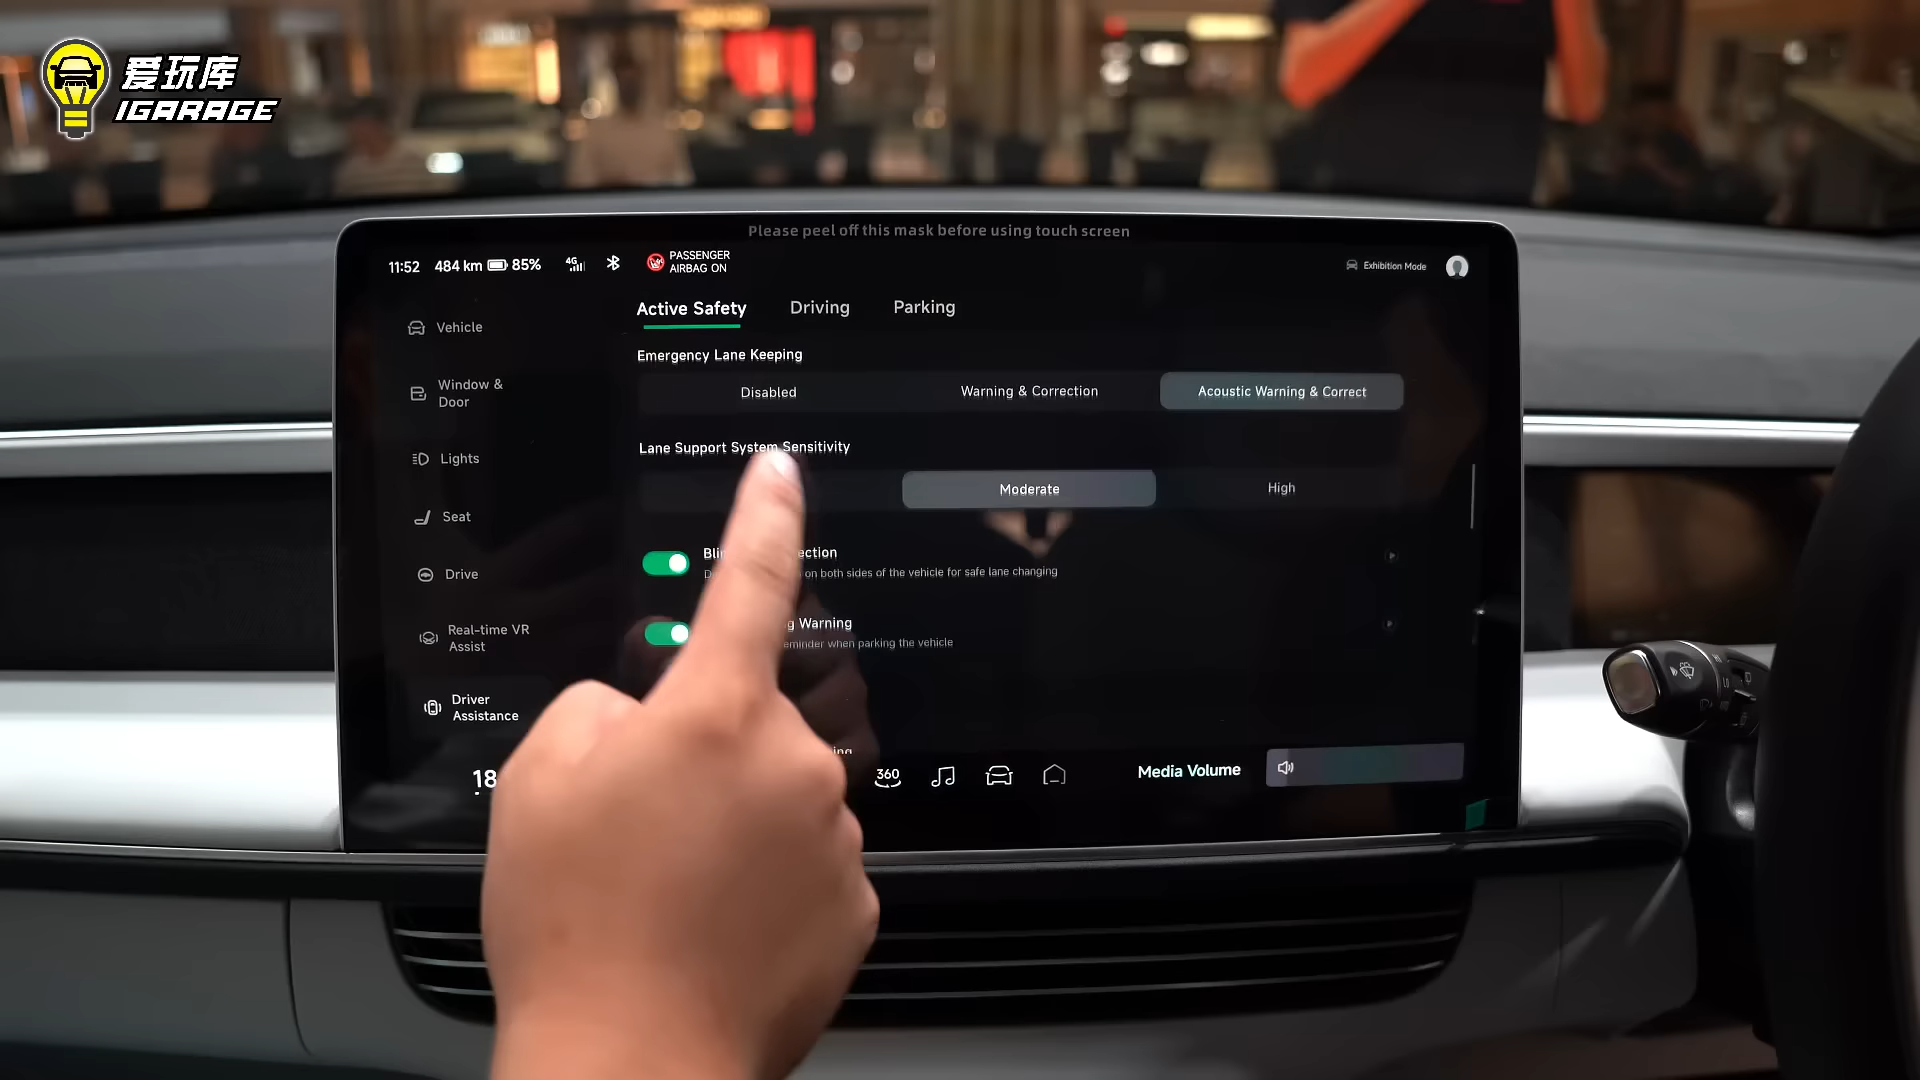 爱玩库
IGARAGE
Please peel off this mask before using touch screen
11:52 484 km 85% 4G
PASSENGER
AIRBAG ON
Exhibition Mode
Active Safety Driving Parking
Vehicle
Window &
Door
Lights
Seat
Drive
Real-time VR
Assist
Driver
Assistance
Emergency Lane Keeping
Disabled Warning & Correction Acoustic Warning & Correct
Lane Support System Sensitivity
Moderate High
on both sides of the vehicle for safe lane changing
Warning
when parking the vehicle
18
360
Media Volume